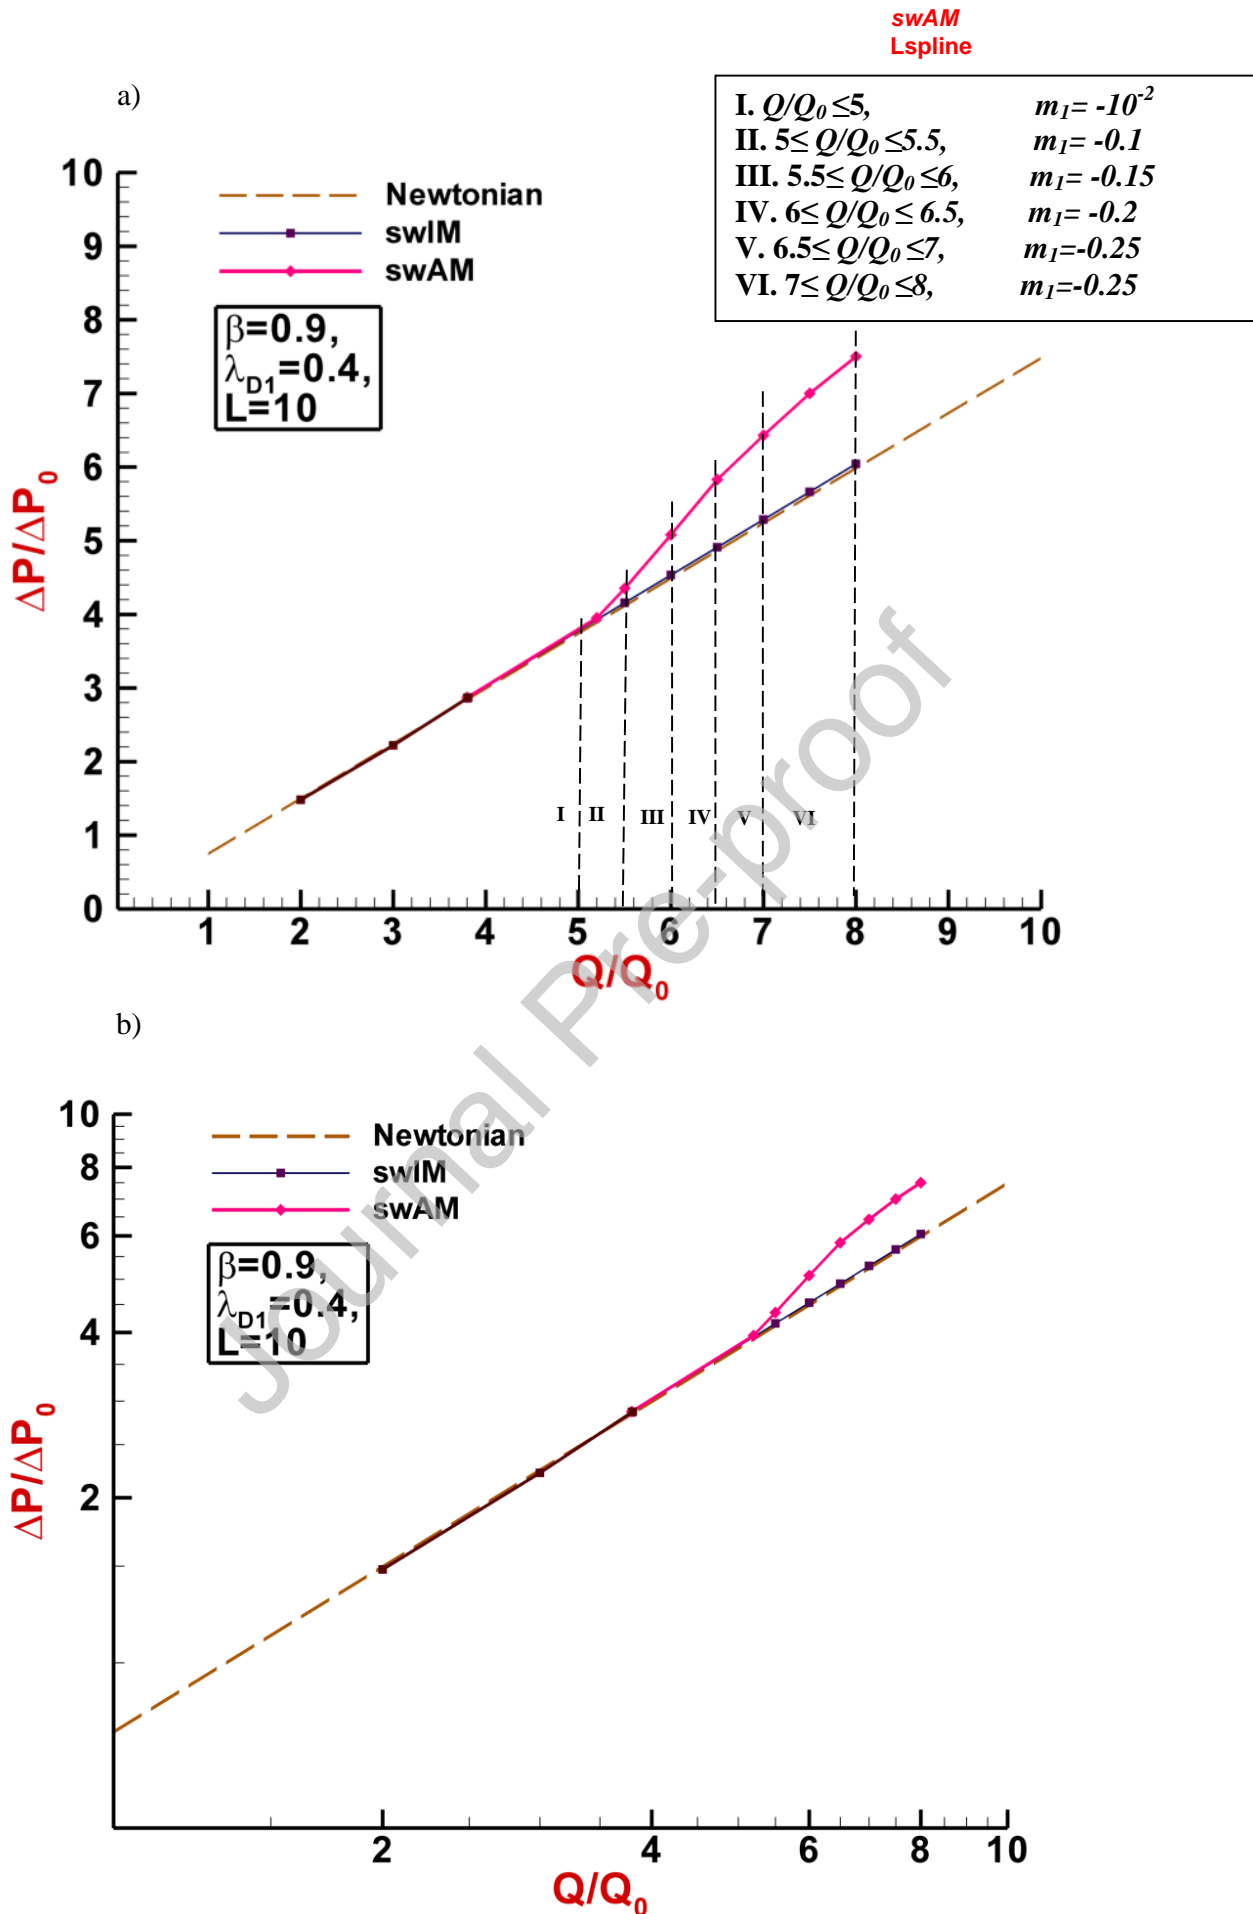 swAM
Lspline
a)
I. Q/Q0 ≤5, m1= -10-2
II. 5≤ Q/Q0 ≤5.5, m1= -0.1
III. 5.5≤ Q/Q0 ≤6, m1= -0.15
IV. 6≤ Q/Q0 ≤ 6.5, m1= -0.2
V. 6.5≤ Q/Q0 ≤7, m1=-0.25
VI. 7≤ Q/Q0 ≤8, m1=-0.25
Newtonian
swIM
swAM
β=0.9,
λD1=0.4,
L=10
10
9
8
7
6
5
4
3
2
1
0
ΔP/ΔP0
I II III IV V VI
1 2 3 4 5 6 7 8 9 10
Q/Q0
b)
Newtonian
swIM
swAM
β=0.9,
λD1=0.4,
L=10
10
8
6
4
2
ΔP/ΔP0
2 4 6 8 10
Q/Q0
Journal Pre-proof